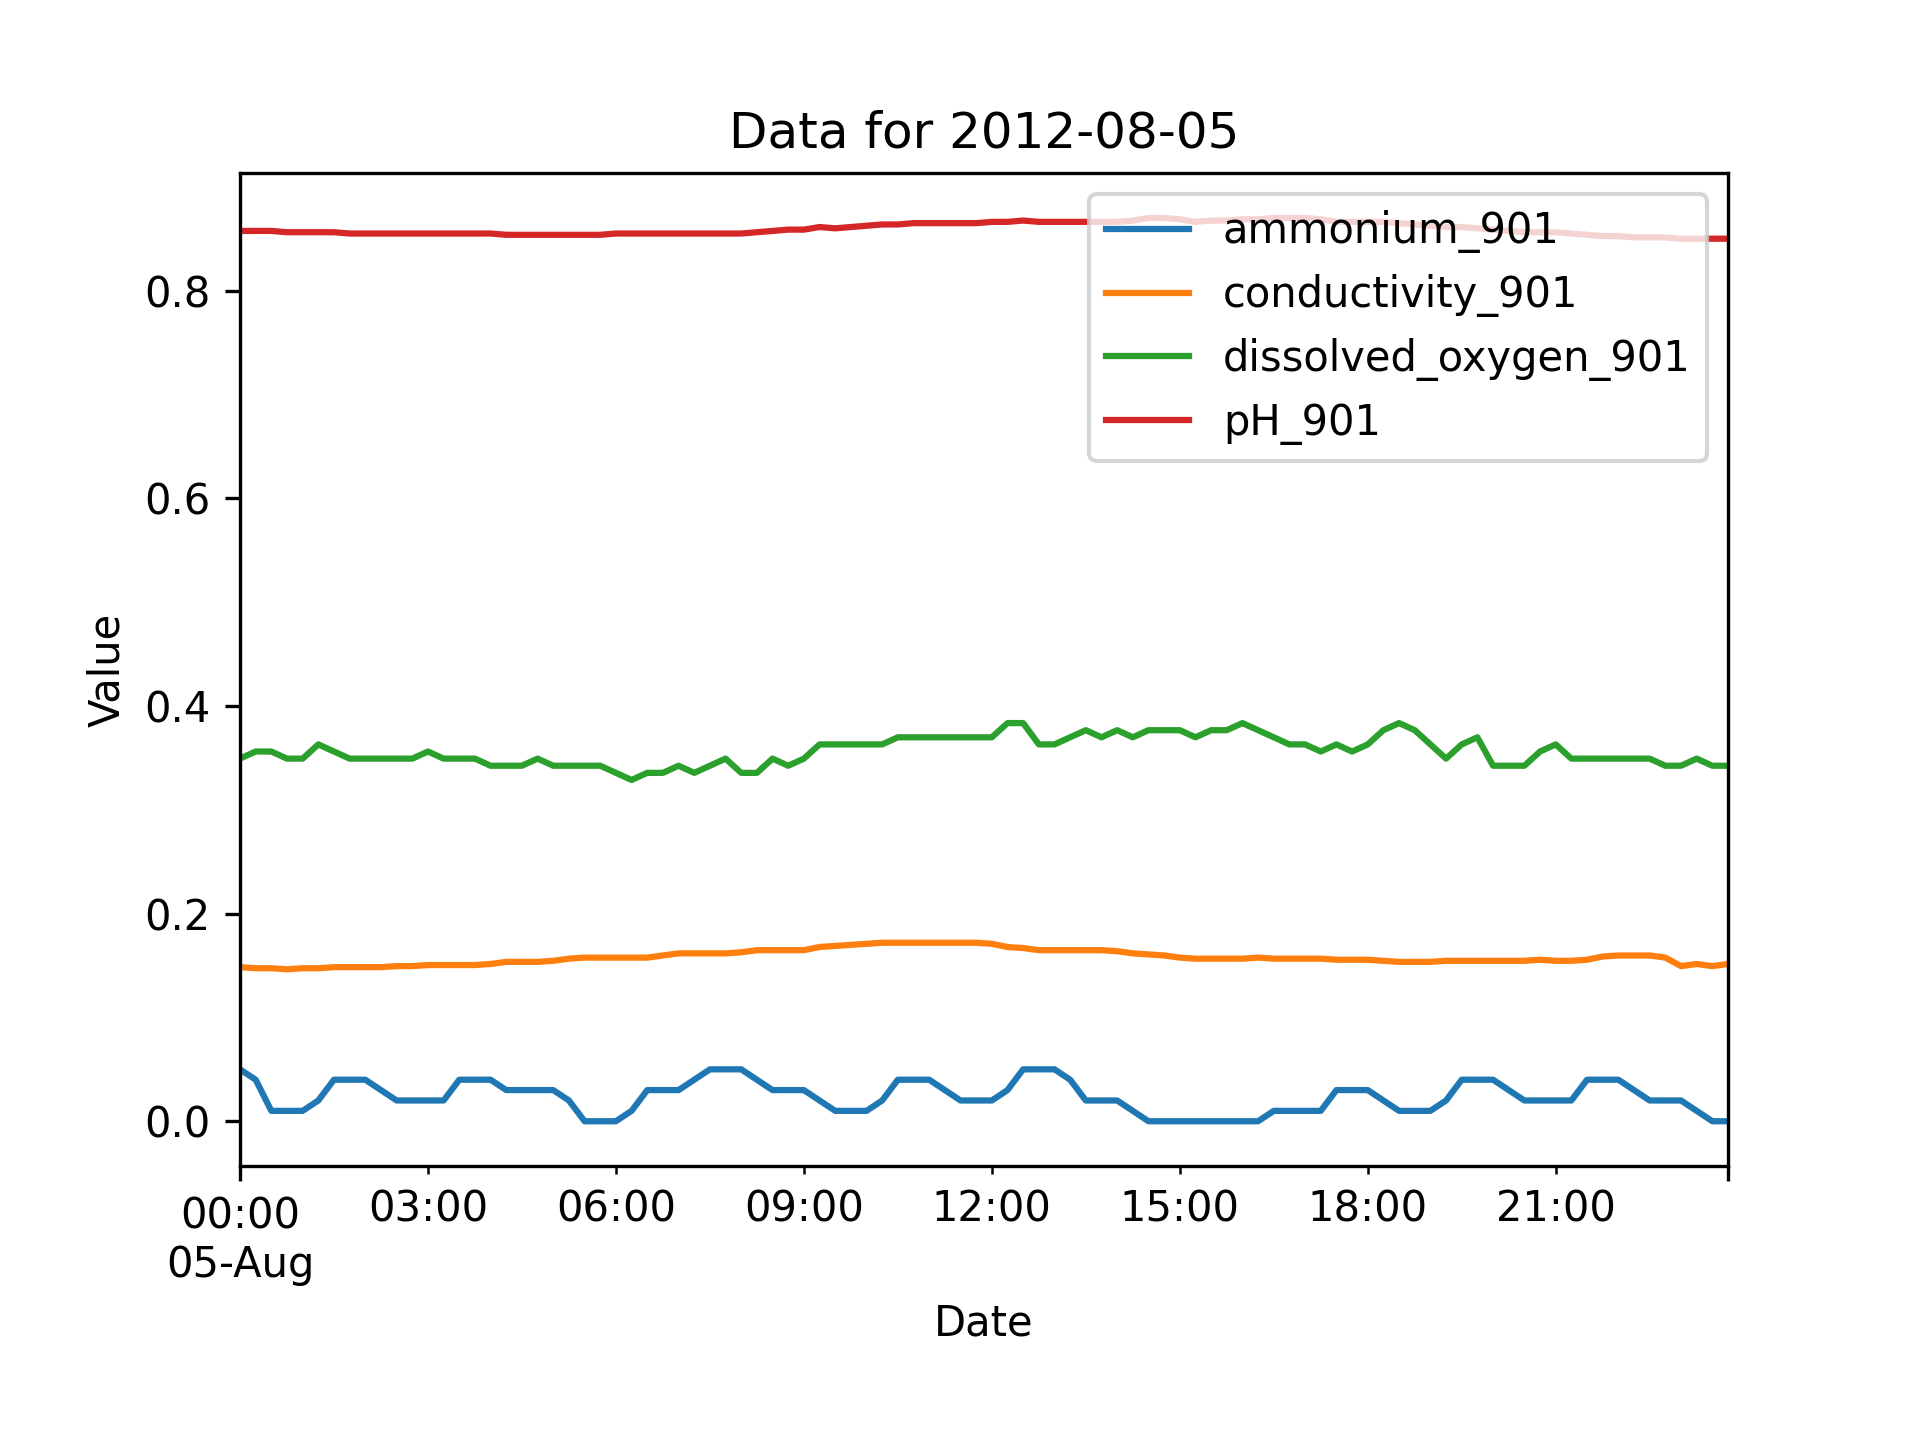 Data for 2012-08-05
ammonium_901
conductivity_901
dissolved_oxygen_901
pH_901
0.8
0.6
0.4
0.2
0.0
Value
00:00 03:00 06:00 09:00 12:00 15:00 18:00 21:00
05-Aug
Date